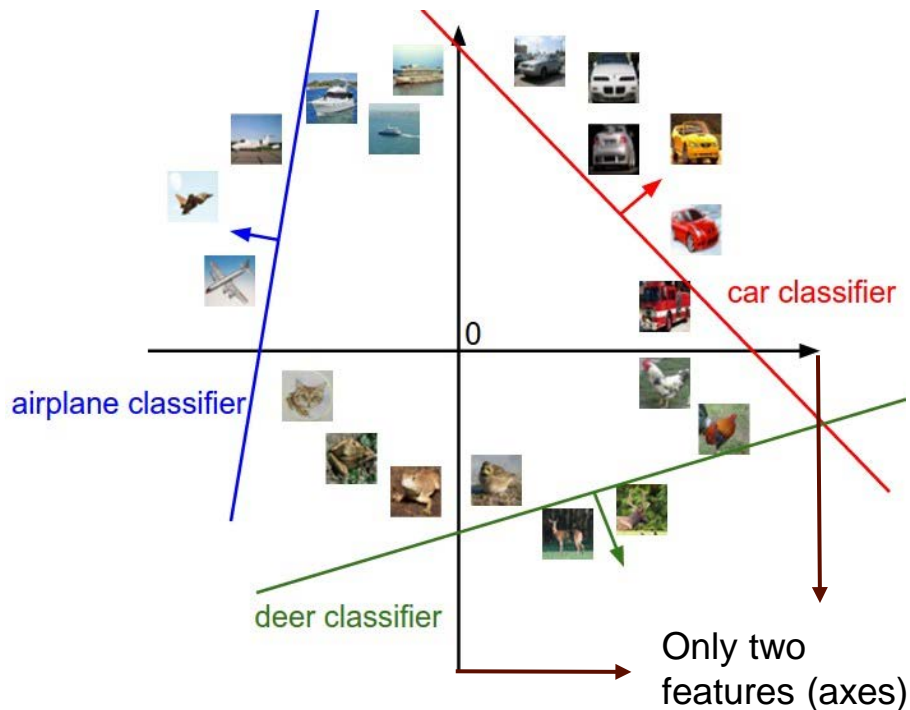 0
car classifier
airplane classifier
deer classifier
Only two
features (axes)